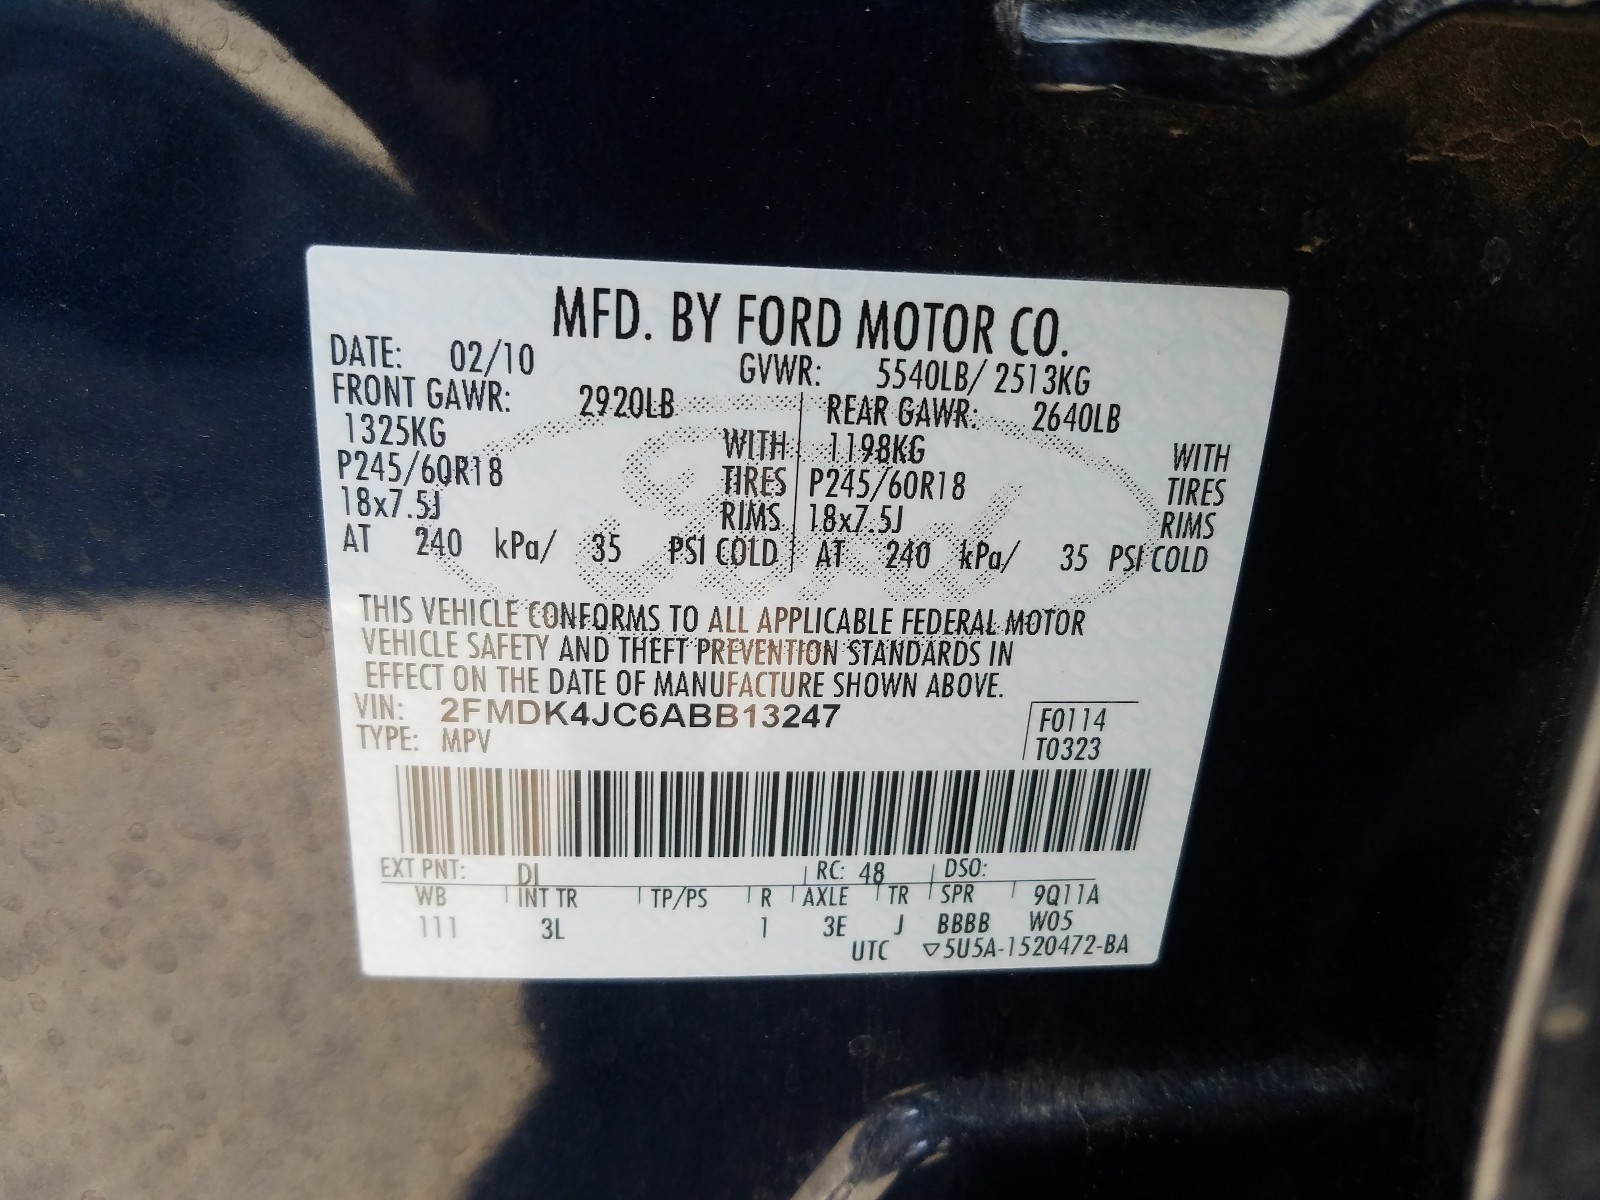 MFD. BY FORD MOTOR CO.
DATE: 02/10 GVWR: 5540LB/ 2513KG
FRONT GAWR: 2920LB REAR GAWR: 2640LB
1325KG WITH 1198KG WITH
P245/60R18 TIRES P245/60R18 TIRES
18x7.5J RIMS 18x7.5J RIMS
AT 240 kPa/ 35 PSI COLD AT 240 kPa/ 35 PSI COLD
THIS VEHICLE CONFORMS TO ALL APPLICABLE FEDERAL MOTOR
VEHICLE SAFETY AND THEFT PREVENTION STANDARDS IN
EFFECT ON THE DATE OF MANUFACTURE SHOWN ABOVE.
VIN: 2FMDK4JC6ABB13247 F0114
TYPE: MPV T0323
EXT PNT: DI RC: 48 DSO:
WB INT TR TP/PS R AXLE TR SPR 9Q11A
111 3L 1 3E J BBBB W05
UTC ▽5U5A-1520472-BA